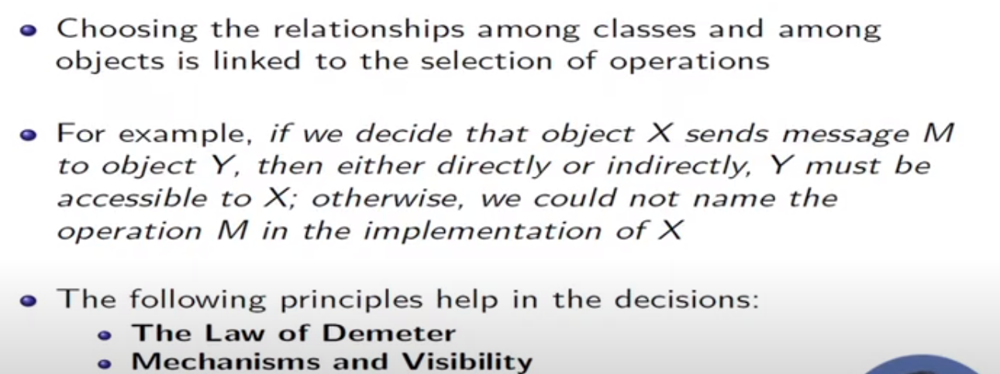 Choosing the relationships among classes and among
objects is linked to the selection of operations
For example, if we decide that object X sends message M
to object Y, then either directly or indirectly, Y must be
accessible to X; otherwise, we could not name the
operation M in the implementation of X
The following principles help in the decisions:
The Law of Demeter
Mechanisms and Visibility